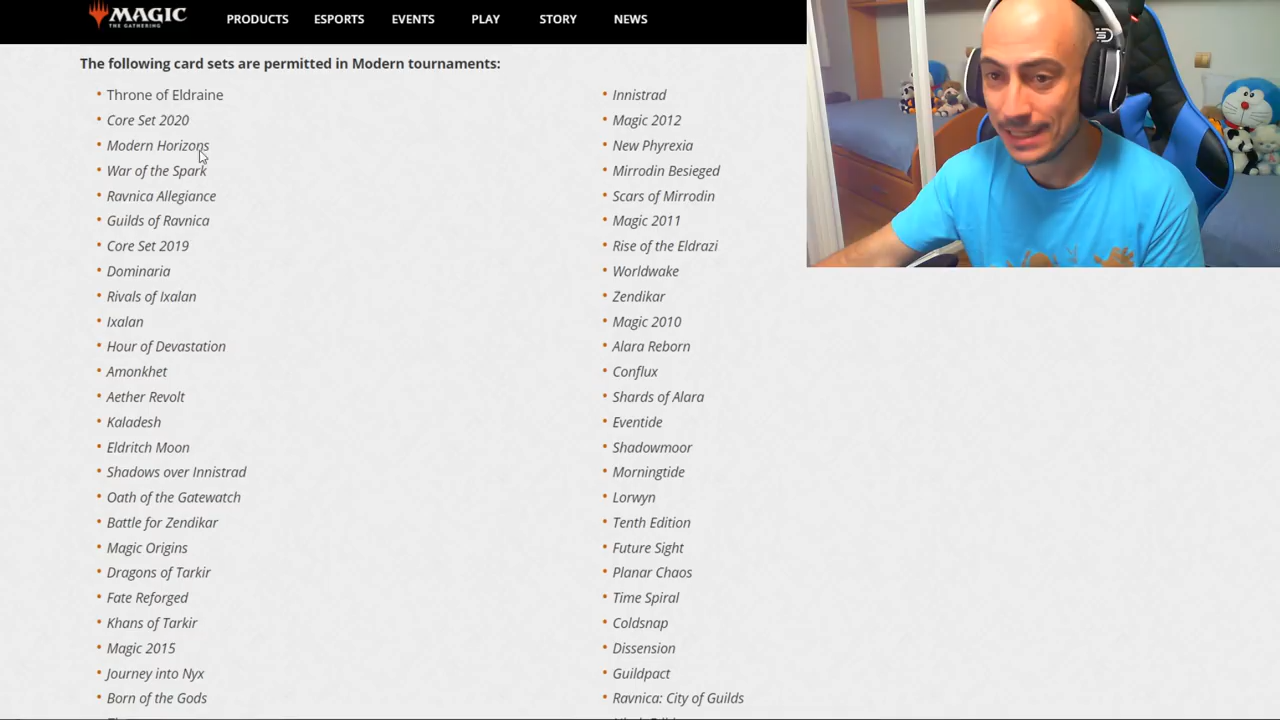 MAGIC
THE GATHERING
PRODUCTS
ESPORTS
EVENTS
PLAY
STORY
NEWS
The following card sets are permitted in Modern tournaments:
• Throne of Eldraine
• Core Set 2020
• Modern Horizons
• War of the Spark
• Ravnica Allegiance
• Guilds of Ravnica
• Core Set 2019
• Dominaria
• Rivals of Ixalan
• Ixalan
• Hour of Devastation
• Amonkhet
• Aether Revolt
• Kaladesh
• Eldritch Moon
• Shadows over Innistrad
• Oath of the Gatewatch
• Battle for Zendikar
• Magic Origins
• Dragons of Tarkir
• Fate Reforged
• Khans of Tarkir
• Magic 2015
• Journey into Nyx
• Born of the Gods
• Innistrad
• Magic 2012
• New Phyrexia
• Mirrodin Besieged
• Scars of Mirrodin
• Magic 2011
• Rise of the Eldrazi
• Worldwake
• Zendikar
• Magic 2010
• Alara Reborn
• Conflux
• Shards of Alara
• Eventide
• Shadowmoor
• Morningtide
• Lorwyn
• Tenth Edition
• Future Sight
• Planar Chaos
• Time Spiral
• Coldsnap
• Dissension
• Guildpact
• Ravnica: City of Guilds